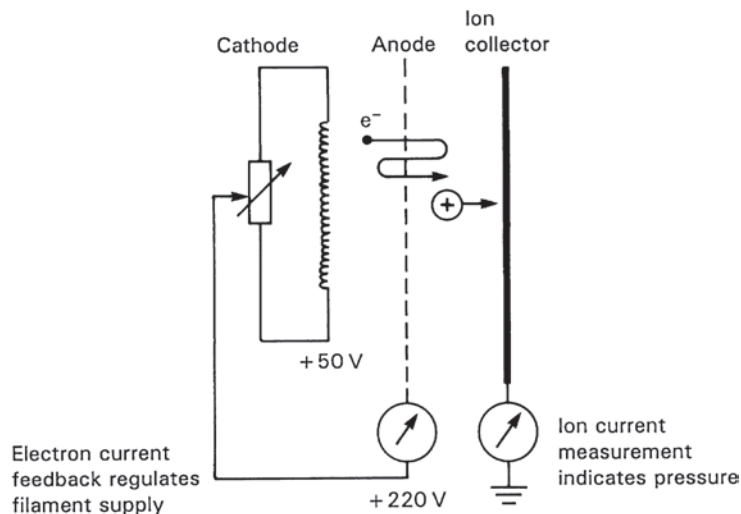 Cathode
Anode
Ion
collector
e⁻
+
+50 V
Electron current
feedback regulates
filament supply
+220 V
Ion current
measurement
indicates pressure